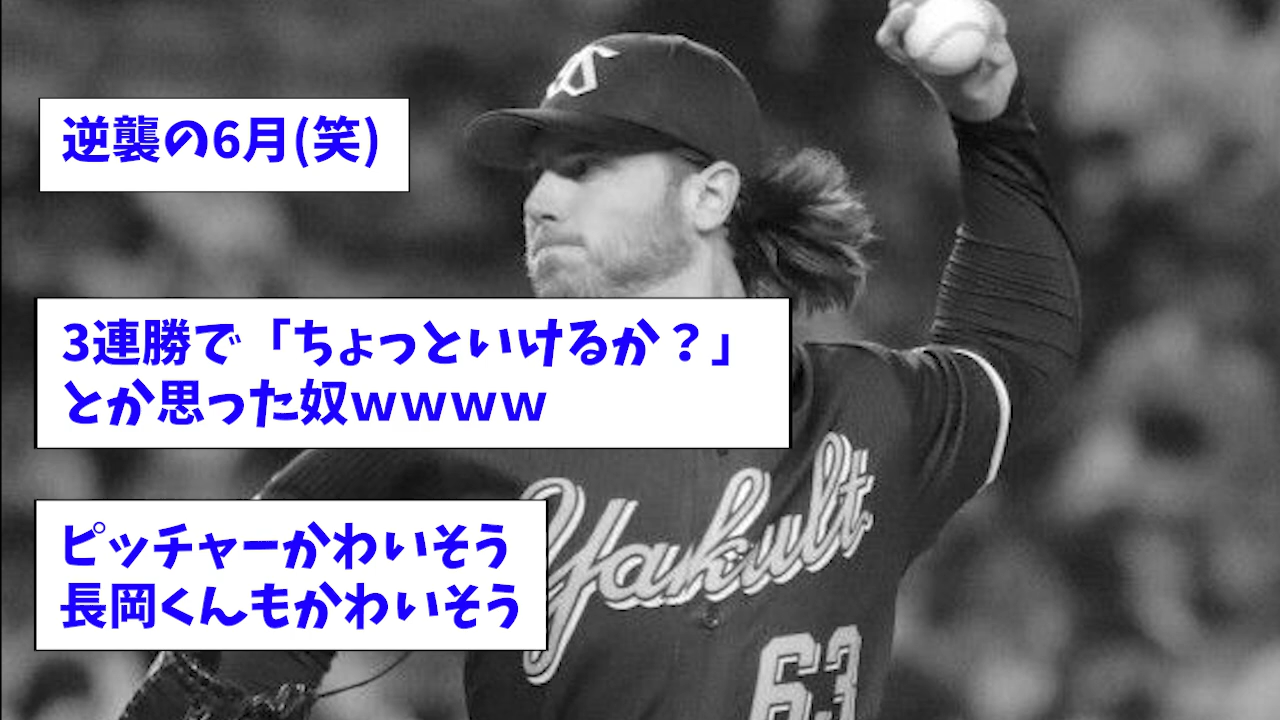 逆襲の6月(笑)
3連勝で「ちょっといけるか？」
とか思った奴wwww
ピッチャーかわいそう
長岡くんもかわいそう
Yakult
63